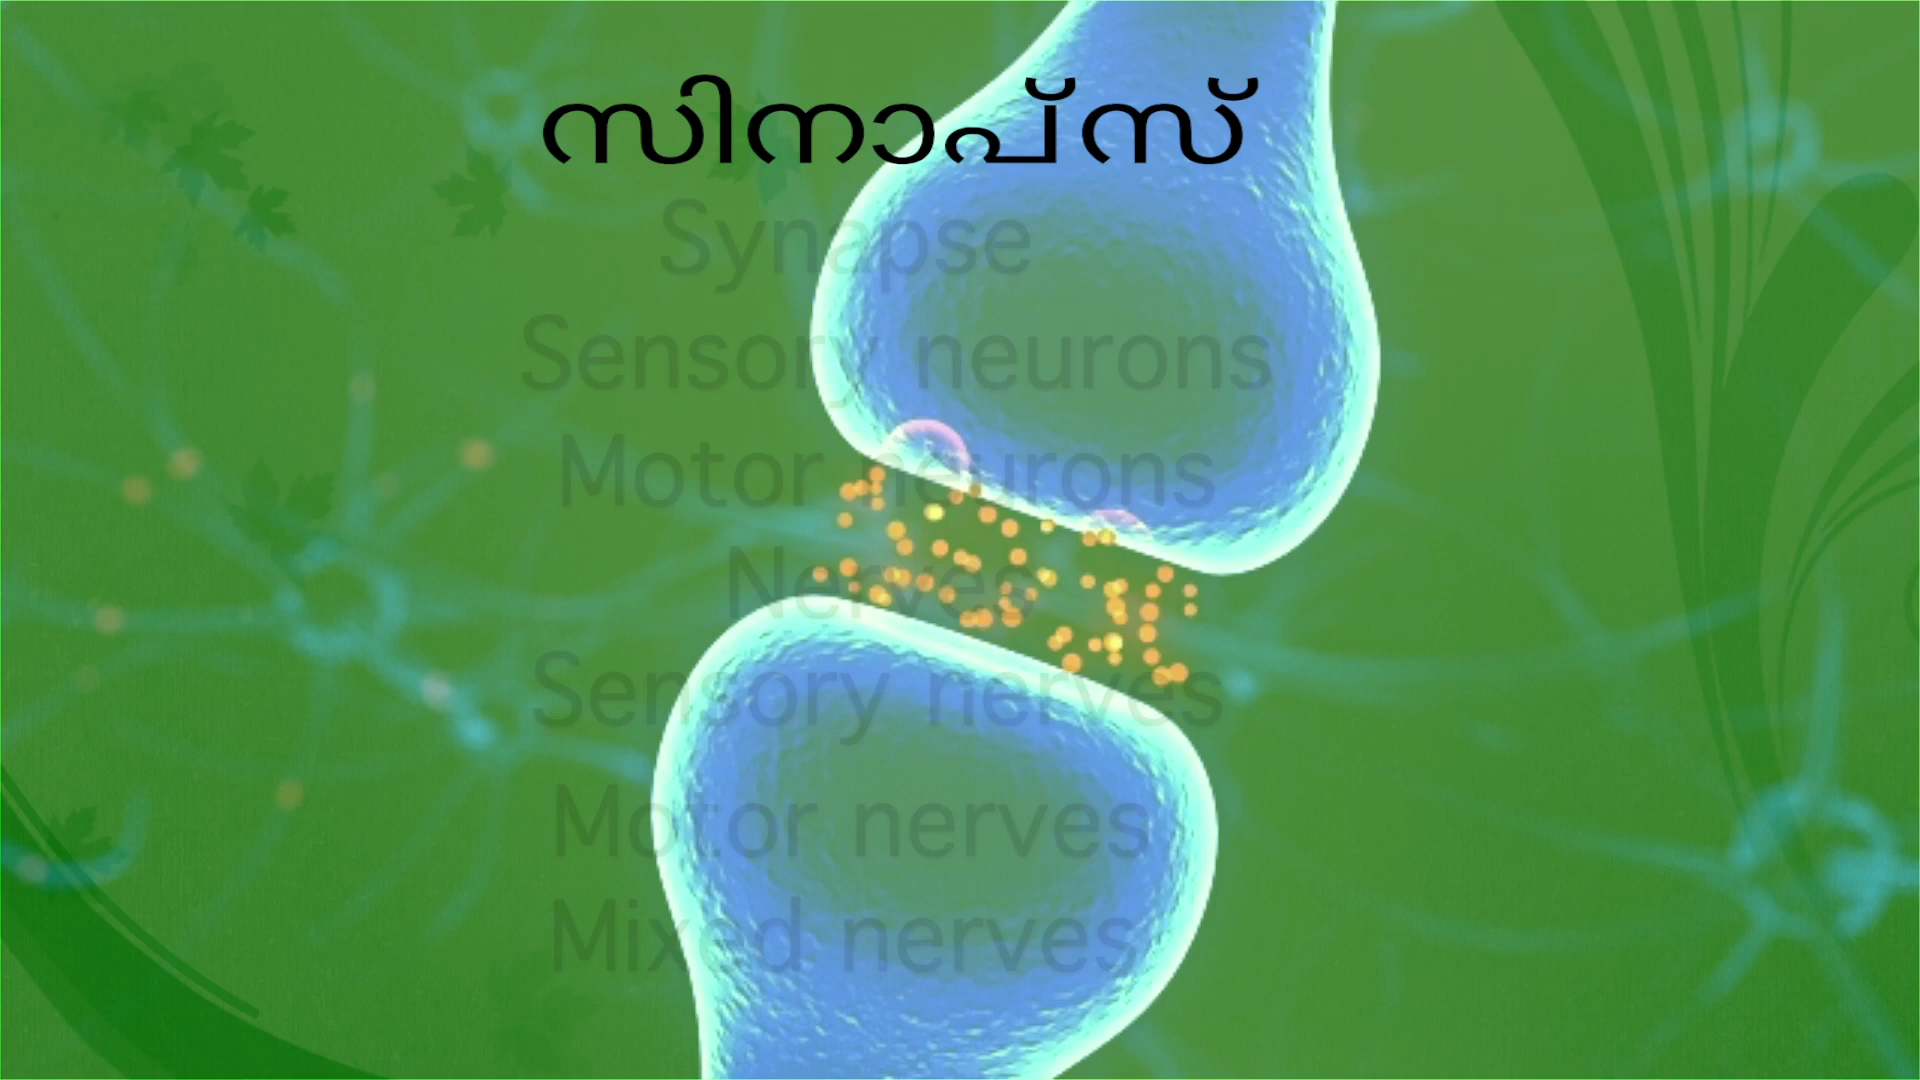 സിനാപ്സ്
Synapse
Sensory neurons
Motor neurons
Nerves
Sensory nerves
Motor nerves
Mixed nerves